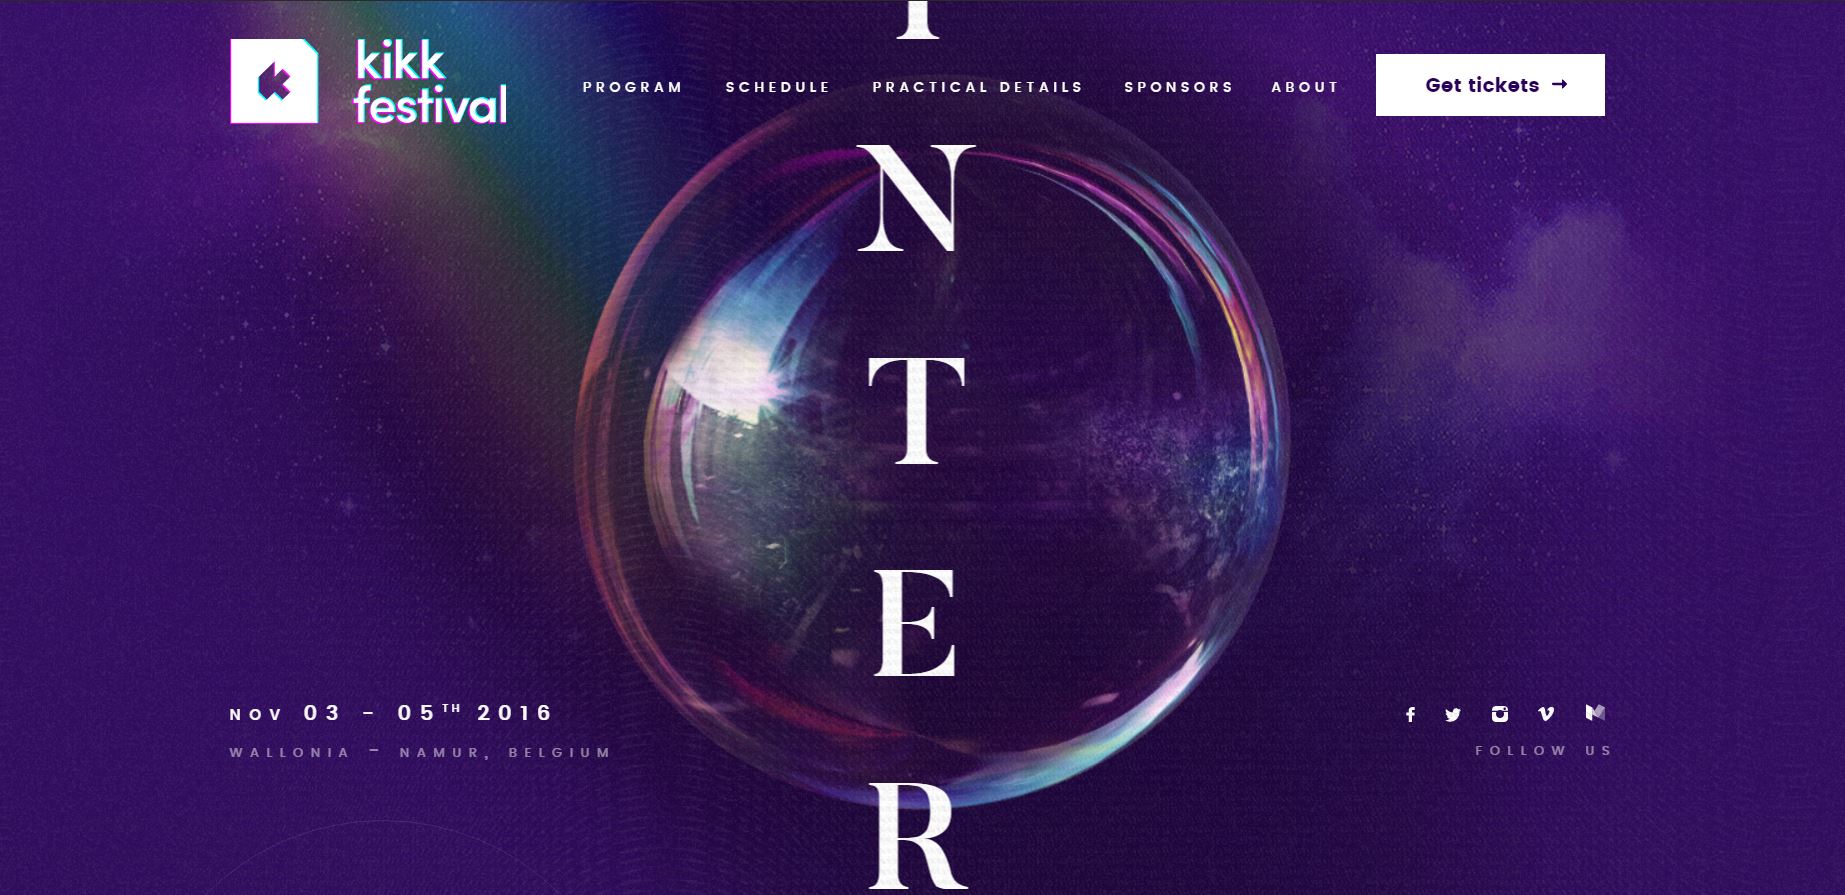 kikk
festival
PROGRAM
SCHEDULE
PRACTICAL DETAILS
SPONSORS
ABOUT
Get tickets →
I
N
T
E
R
NOV 03 - 05TH 2016
WALLONIA - NAMUR, BELGIUM
FOLLOW US